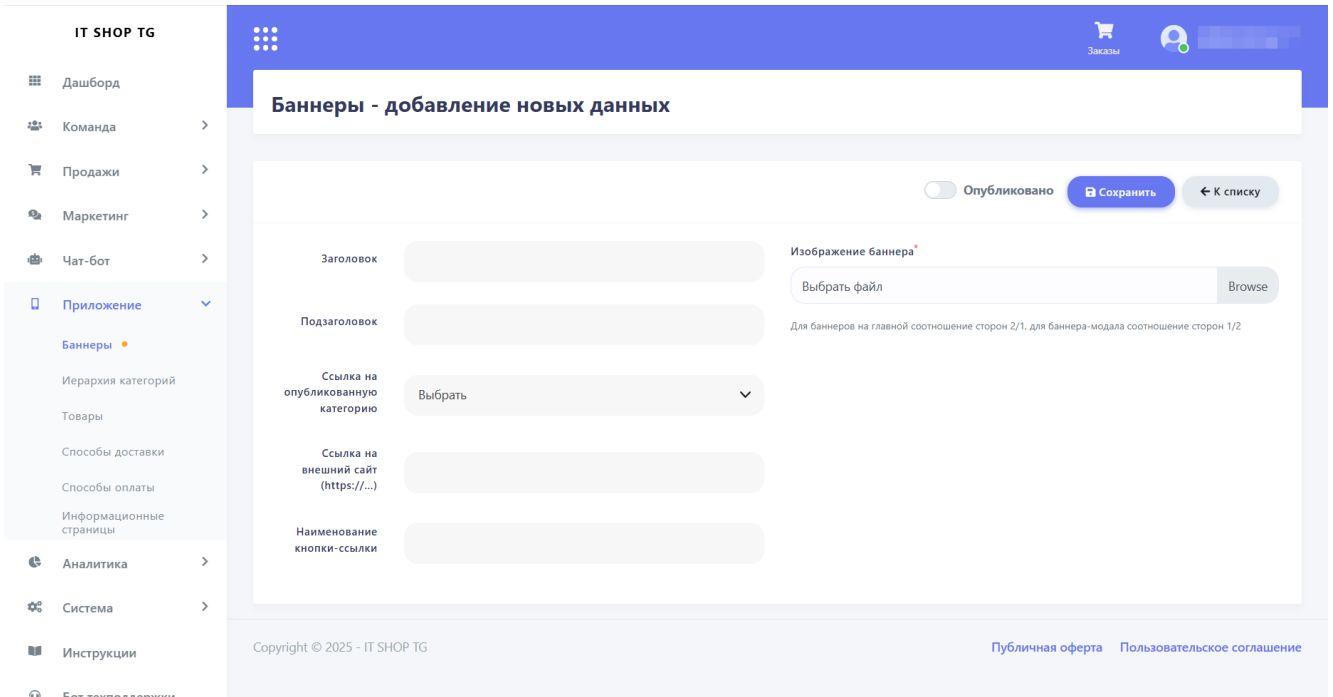 IT SHOP TG
Дашборд
Команда
Продажи
Маркетинг
Чат-бот
Приложение
Баннеры
Иерархия категорий
Товары
Способы доставки
Способы оплаты
Информационные
страницы
Аналитика
Система
Инструкции
Бот техподдержки
Заказы
Баннеры - добавление новых данных
Опубликовано
Сохранить
К списку
Заголовок
Подзаголовок
Ссылка на
опубликованную
категорию
Выбрать
Ссылка на
внешний сайт
(https://...)
Наименование
кнопки-ссылки
Изображение баннера*
Выбрать файл
Browse
Для баннеров на главной соотношение сторон 2/1, для баннера-модала соотношение сторон 1/2
Copyright © 2025 - IT SHOP TG
Публичная оферта
Пользовательское соглашение